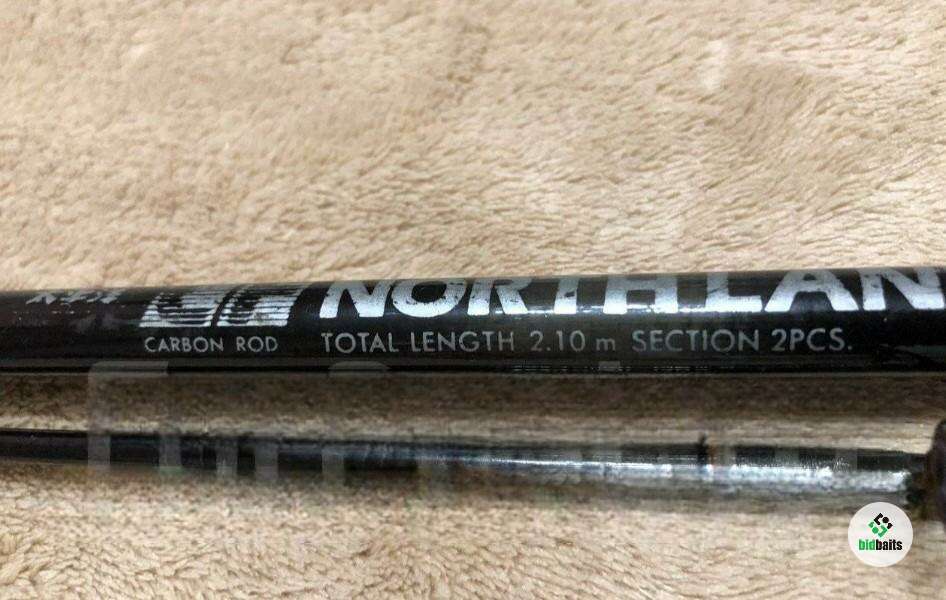 NORTHLAN
CARBON ROD TOTAL LENGTH 2.10 m SECTION 2PCS.
bidbaits